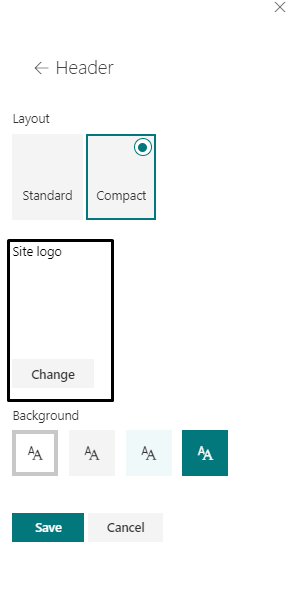 Header
Layout
Standard Compact
Site logo
Change
Background
AA AA AA AA
Save Cancel